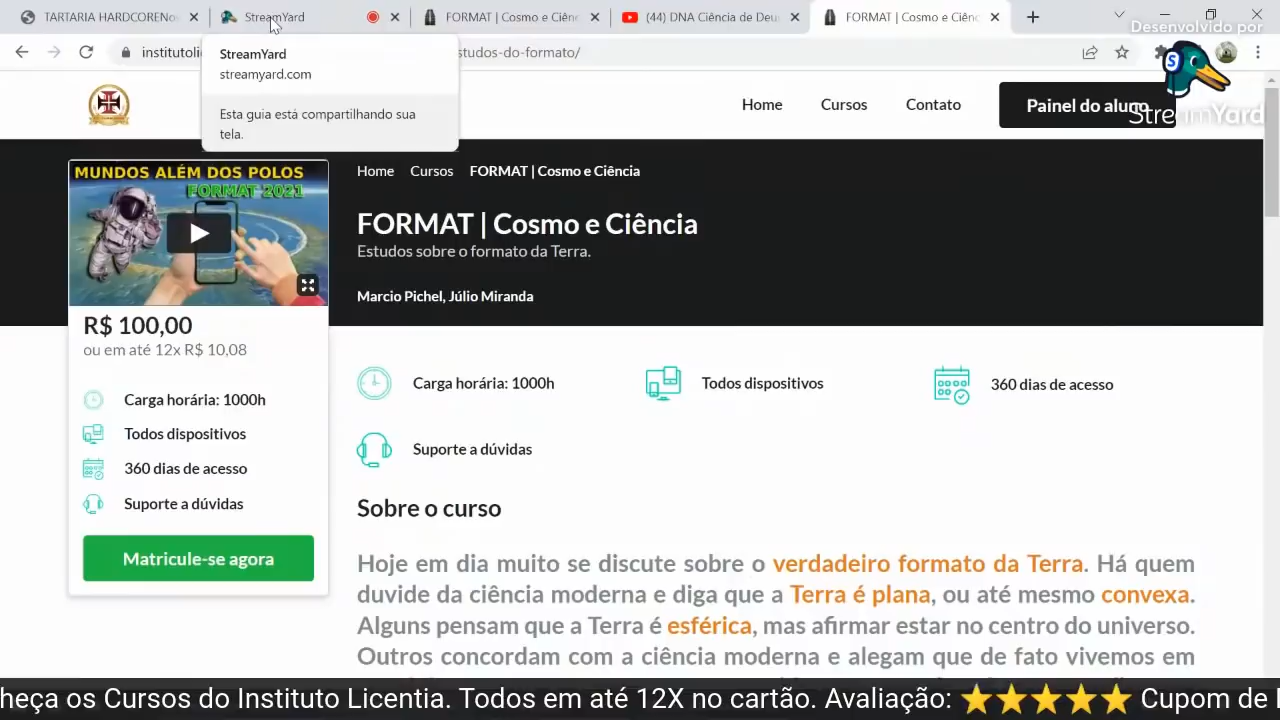 TARTARIA HARDCORENo
StreamYard
FORMAT | Cosmo e Ciên
(44) DNA Ciência de Deu
FORMAT | Cosmo e Ciên
Desenvolvido por
StreamYard
institutoli
studos-do-formato/
StreamYard
streamyard.com
Esta guia está compartilhando sua
tela.
Home
Cursos
Contato
Painel do aluno
MUNDOS ALÉM DOS POLOS
FORMAT 2021
Home Cursos FORMAT | Cosmo e Ciência
FORMAT | Cosmo e Ciência
Estudos sobre o formato da Terra.
Marcio Pichel, Júlio Miranda
R$ 100,00
ou em até 12x R$ 10,08
Carga horária: 1000h
Todos dispositivos
360 dias de acesso
Suporte a dúvidas
Matricule-se agora
Carga horária: 1000h
Todos dispositivos
360 dias de acesso
Suporte a dúvidas
Sobre o curso
Hoje em dia muito se discute sobre o verdadeiro formato da Terra. Há quem
duvide da ciência moderna e diga que a Terra é plana, ou até mesmo convexa.
Alguns pensam que a Terra é esférica, mas afirmar estar no centro do universo.
Outros concordam com a ciência moderna e alegam que de fato vivemos em
heça os Cursos do Instituto Licentia. Todos em até 12X no cartão. Avaliação: ⭐⭐⭐⭐⭐ Cupom de